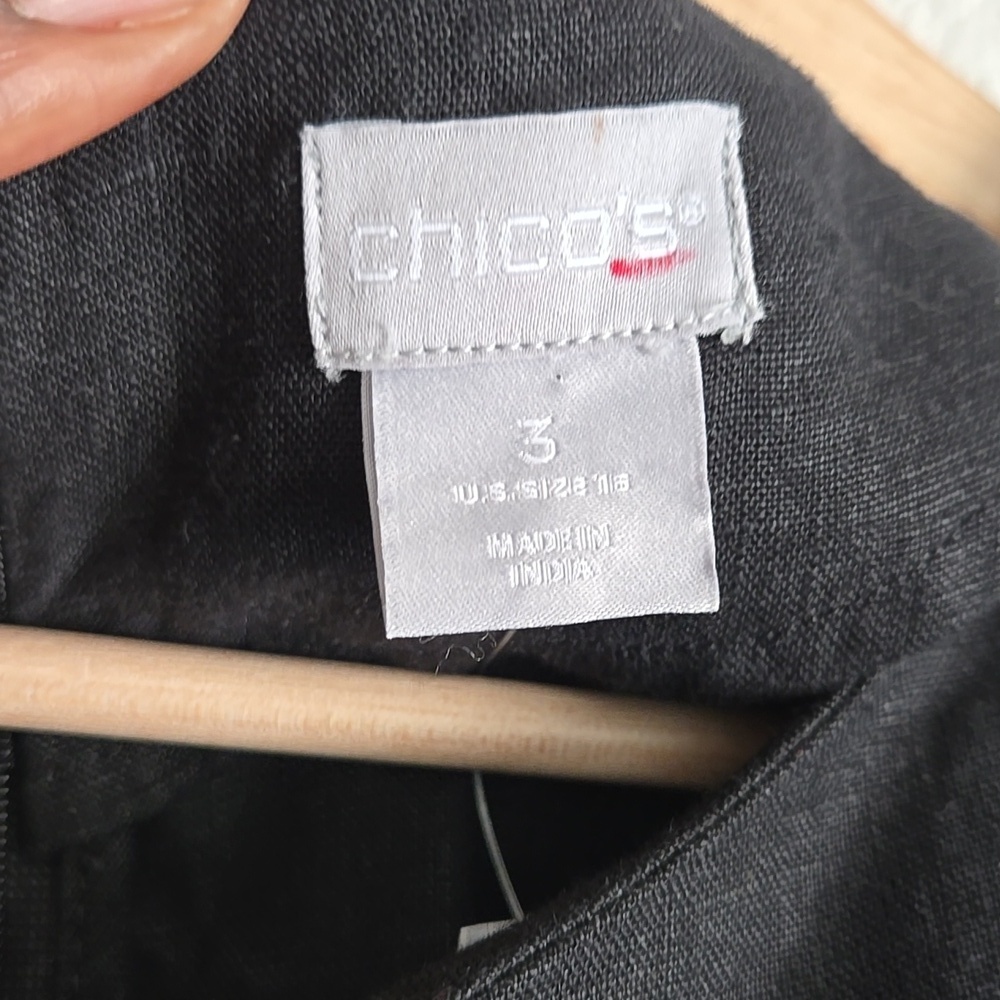 chico's®
3
U.S. SIZE 16
MADE IN
INDIA